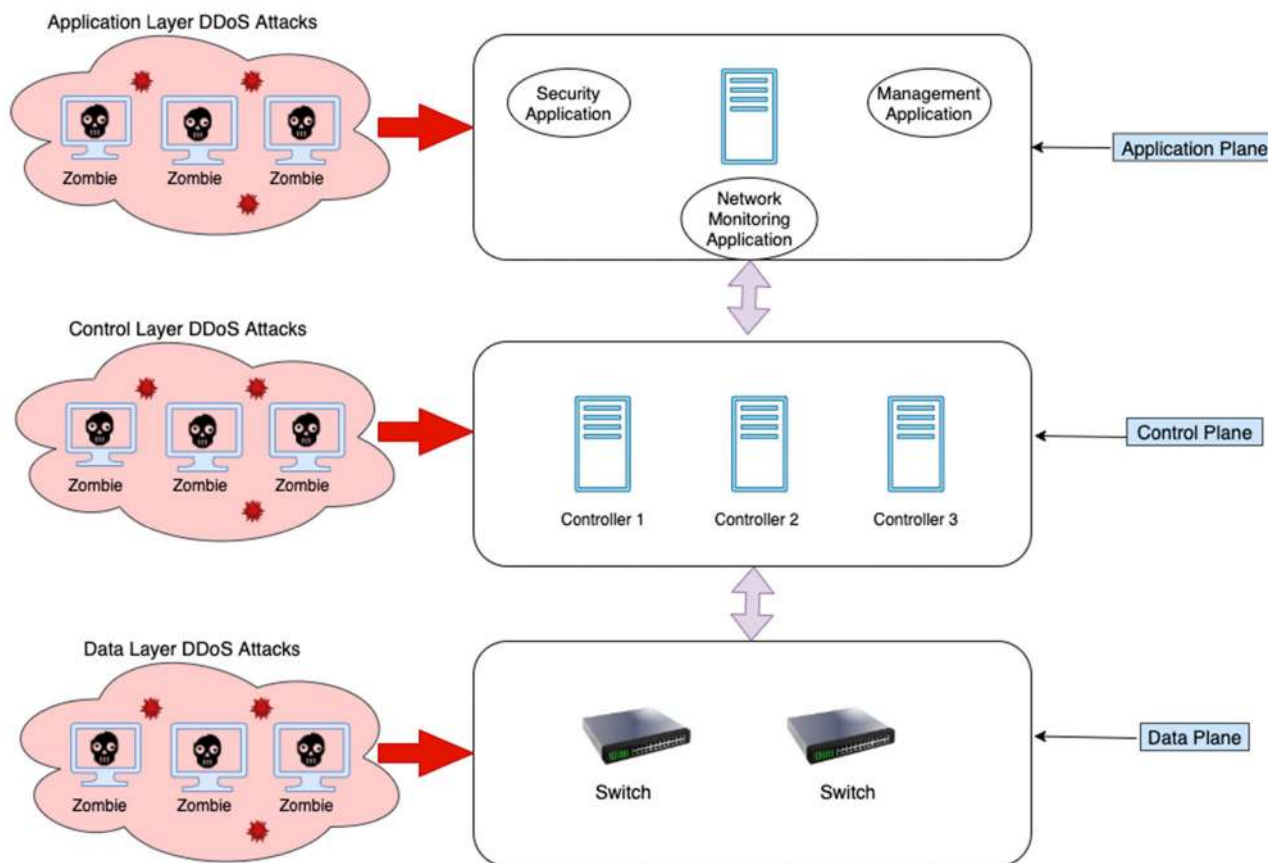 Application Layer DDoS Attacks
Zombie
Zombie
Zombie
Security
Application
Management
Application
Network
Monitoring
Application
Application Plane
Control Layer DDoS Attacks
Zombie
Zombie
Zombie
Controller 1
Controller 2
Controller 3
Control Plane
Data Layer DDoS Attacks
Zombie
Zombie
Zombie
Switch
Switch
Data Plane